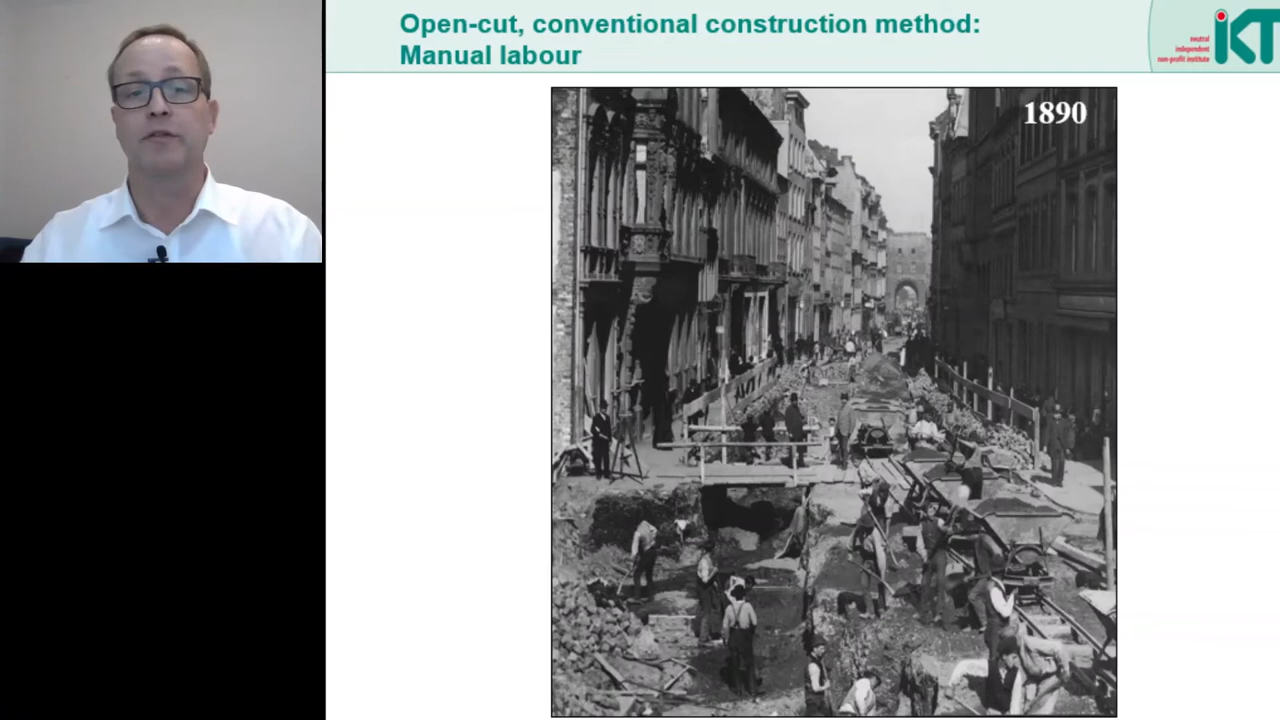 Open-cut, conventional construction method:
Manual labour
neutral
independent
non-profit institute
iKT
1890